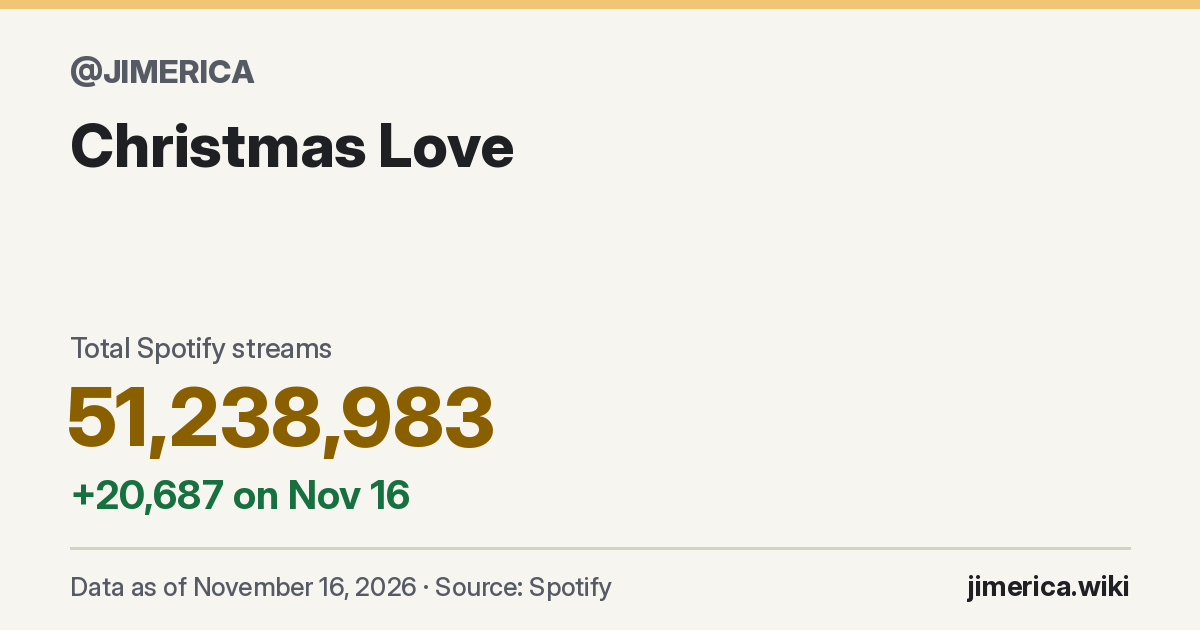 @JIMERICA
Christmas Love
Total Spotify streams
51,238,983
+20,687 on Nov 16
Data as of November 16, 2026 · Source: Spotify
jimerica.wiki